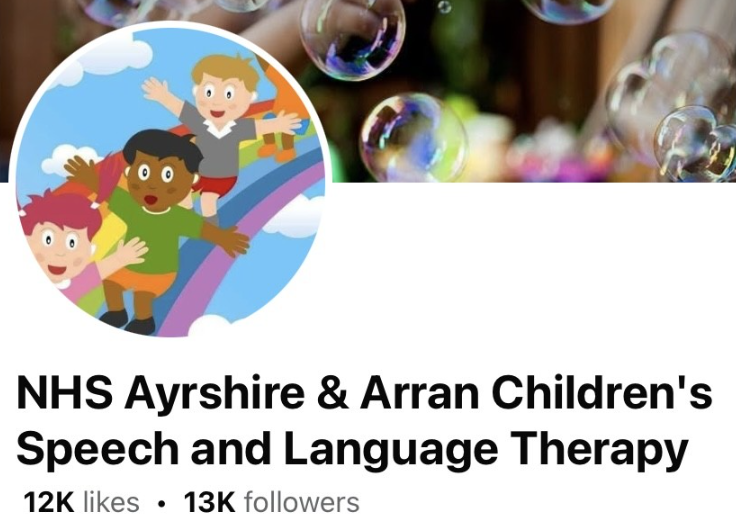 NHS Ayrshire & Arran Children's
Speech and Language Therapy
12K likes • 13K followers